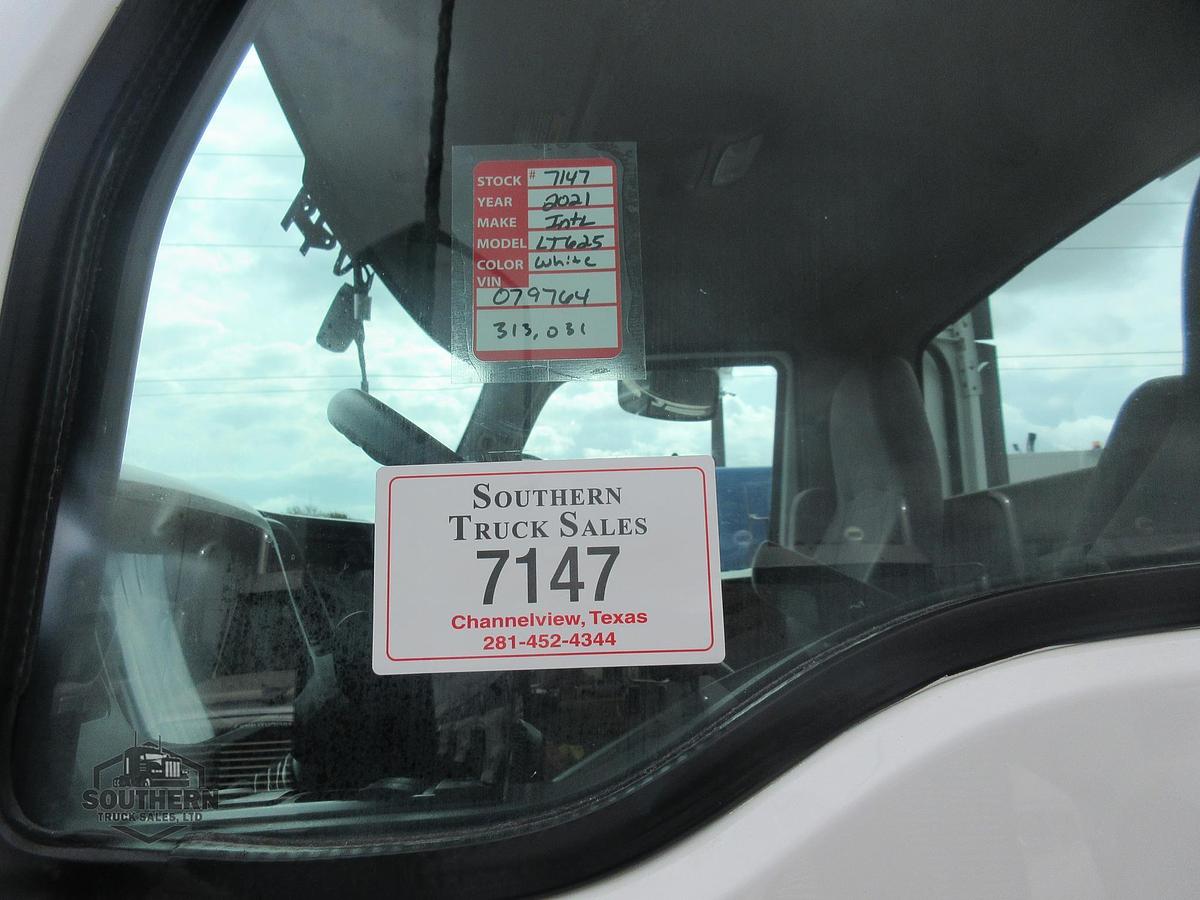 STOCK # 7147
YEAR 2021
MAKE Intl
MODEL LT625
COLOR White
VIN
079764
313,031
SOUTHERN
TRUCK SALES
7147
Channelview, Texas
281-452-4344
SOUTHERN
TRUCK SALES, LTD